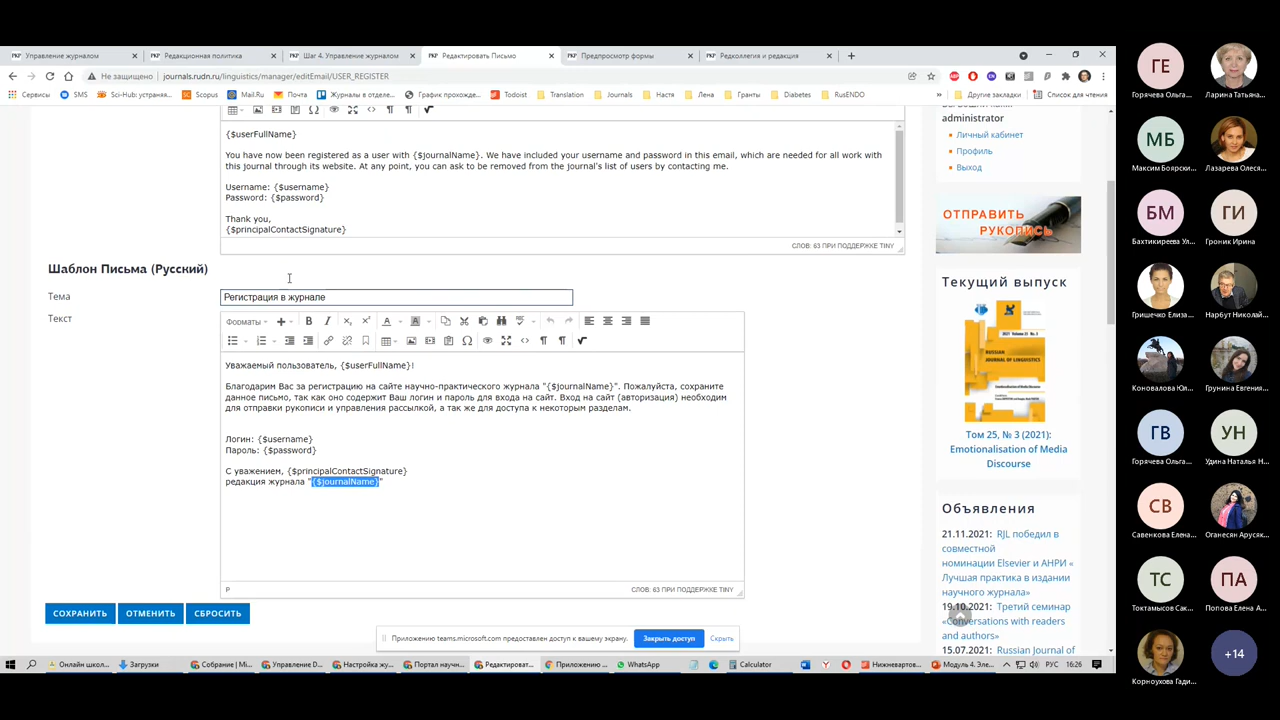 Управление журналом
Редакционная политика
Шаг 4. Управление журналом
Редактировать Письмо
Предпросмотр формы
Редколлегия и редакция
Не защищено | journals.rudn.ru/linguistics/manager/editEmail/USER_REGISTER
Сервисы
SMS
Sci-Hub: устраня...
Scopus
Mail.Ru
Почта
Журналы в отделе...
График прохожде...
Todoist
Translation
Journals
Настя
Лена
Гранты
Diabetes
RusENDO
»
Другие закладки
Список для чтения
{$userFullName}
You have now been registered as a user with {$journalName}. We have included your username and password in this email, which are needed for all work with
this journal through its website. At any point, you can ask to be removed from the journal's list of users by contacting me.
Username: {$username}
Password: {$password}
Thank you,
{$principalContactSignature}
СЛОВ: 63 ПРИ ПОДДЕРЖКЕ TINY
Шаблон Письма (Русский)
Тема
Регистрация в журнале
Текст
Форматы
Уважаемый пользователь, {$userFullName}!
Благодарим Вас за регистрацию на сайте научно-практического журнала "{$journalName}". Пожалуйста, сохраните
данное письмо, так как оно содержит Ваш логин и пароль для входа на сайт. Вход на сайт (авторизация) необходим
для отправки рукописи и управления рассылкой, а так же для доступа к некоторым разделам.
Логин: {$username}
Пароль: {$password}
С уважением, {$principalContactSignature}
редакция журнала "{$journalName}"
P
СЛОВ: 63 ПРИ ПОДДЕРЖКЕ TINY
СОХРАНИТЬ
ОТМЕНИТЬ
СБРОСИТЬ
administrator
Личный кабинет
Профиль
Выход
ОТПРАВИТЬ
РУКОПИСЬ
Текущий выпуск
RUSSIAN
JOURNAL OF
LINGUISTICS
Том 25, № 3 (2021):
Emotionalisation of Media
Discourse
Объявления
21.11.2021: RJL победил в
совместной
номинации Elsevier и АНРИ «
Лучшая практика в издании
научного журнала»
19.10.2021: Третий семинар
«Conversations with readers
and authors»
15.07.2021: Russian Journal of
Приложению teams.microsoft.com предоставлен доступ к вашему экрану.
Закрыть доступ
Скрыть
Онлайн школ...
Загрузки
Собрание | Mi...
Управление D...
Настройка жу...
Портал научн...
Редактироват...
Приложению ...
WhatsApp
Calculator
Нижневартов...
Модуль 4. Эле...
РУС
16:26
ГЕ
Горячева Ольга...
Ларина Татьяна...
МБ
Максим Боярски...
Лазарева Олеся...
БМ
Бахтикиреева Ул...
ГИ
Гроник Ирина
Гришечко Елиза...
Нарбут Николай...
Коновалова Юл...
Грунина Евгения...
ГВ
Горячева Ольга...
УН
Удина Наталья Н...
СВ
Савенкова Елена...
Оганесян Арусяк...
ТС
Токтамысов Сак...
ПА
Попова Елена А...
Корноухова Гади...
+14